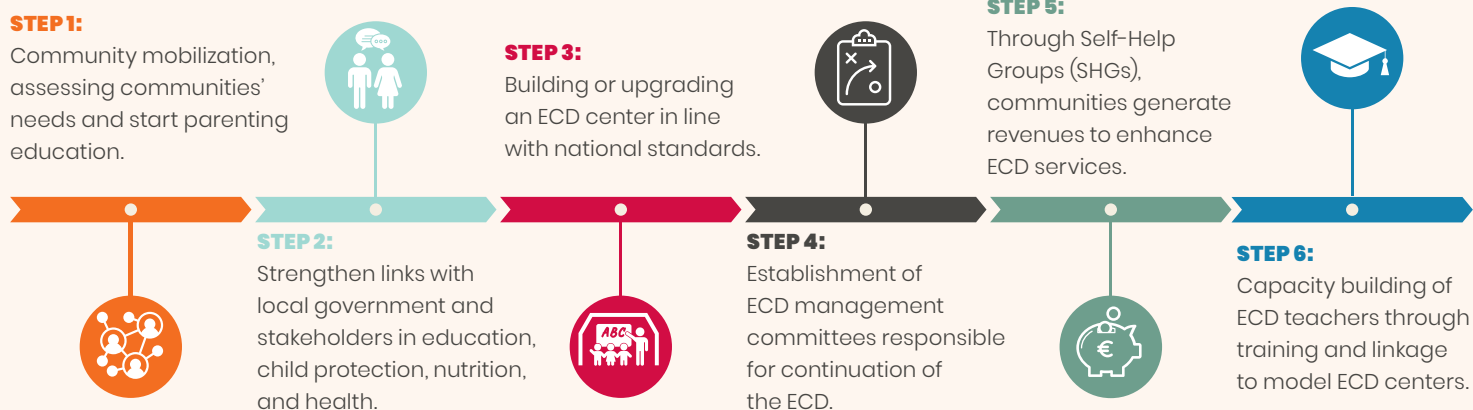 STEP 1:
Community mobilization,
assessing communities’
needs and start parenting
education.
STEP 2:
Strengthen links with
local government and
stakeholders in education,
child protection, nutrition,
and health.
STEP 3:
Building or upgrading
an ECD center in line
with national standards.
ABC
STEP 4:
Establishment of
ECD management
committees responsible
for continuation of
the ECD.
STEP 5:
Through Self-Help
Groups (SHGs),
communities generate
revenues to enhance
ECD services.
€
STEP 6:
Capacity building of
ECD teachers through
training and linkage
to model ECD centers.